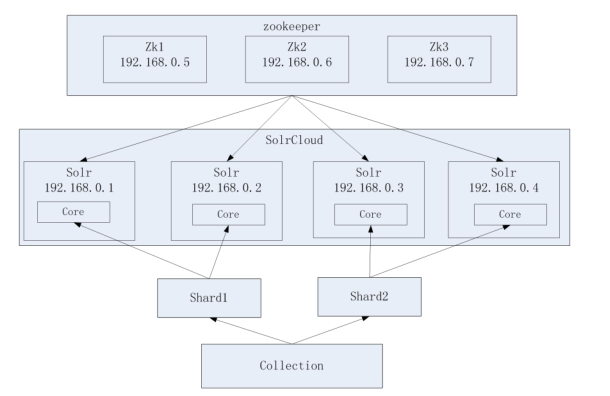 zookeeper
Zk1
192.168.0.5
Zk2
192.168.0.6
Zk3
192.168.0.7
SolrCloud
Solr
192.168.0.1
Core
Solr
192.168.0.2
Core
Solr
192.168.0.3
Core
Solr
192.168.0.4
Core
Shard1
Shard2
Collection